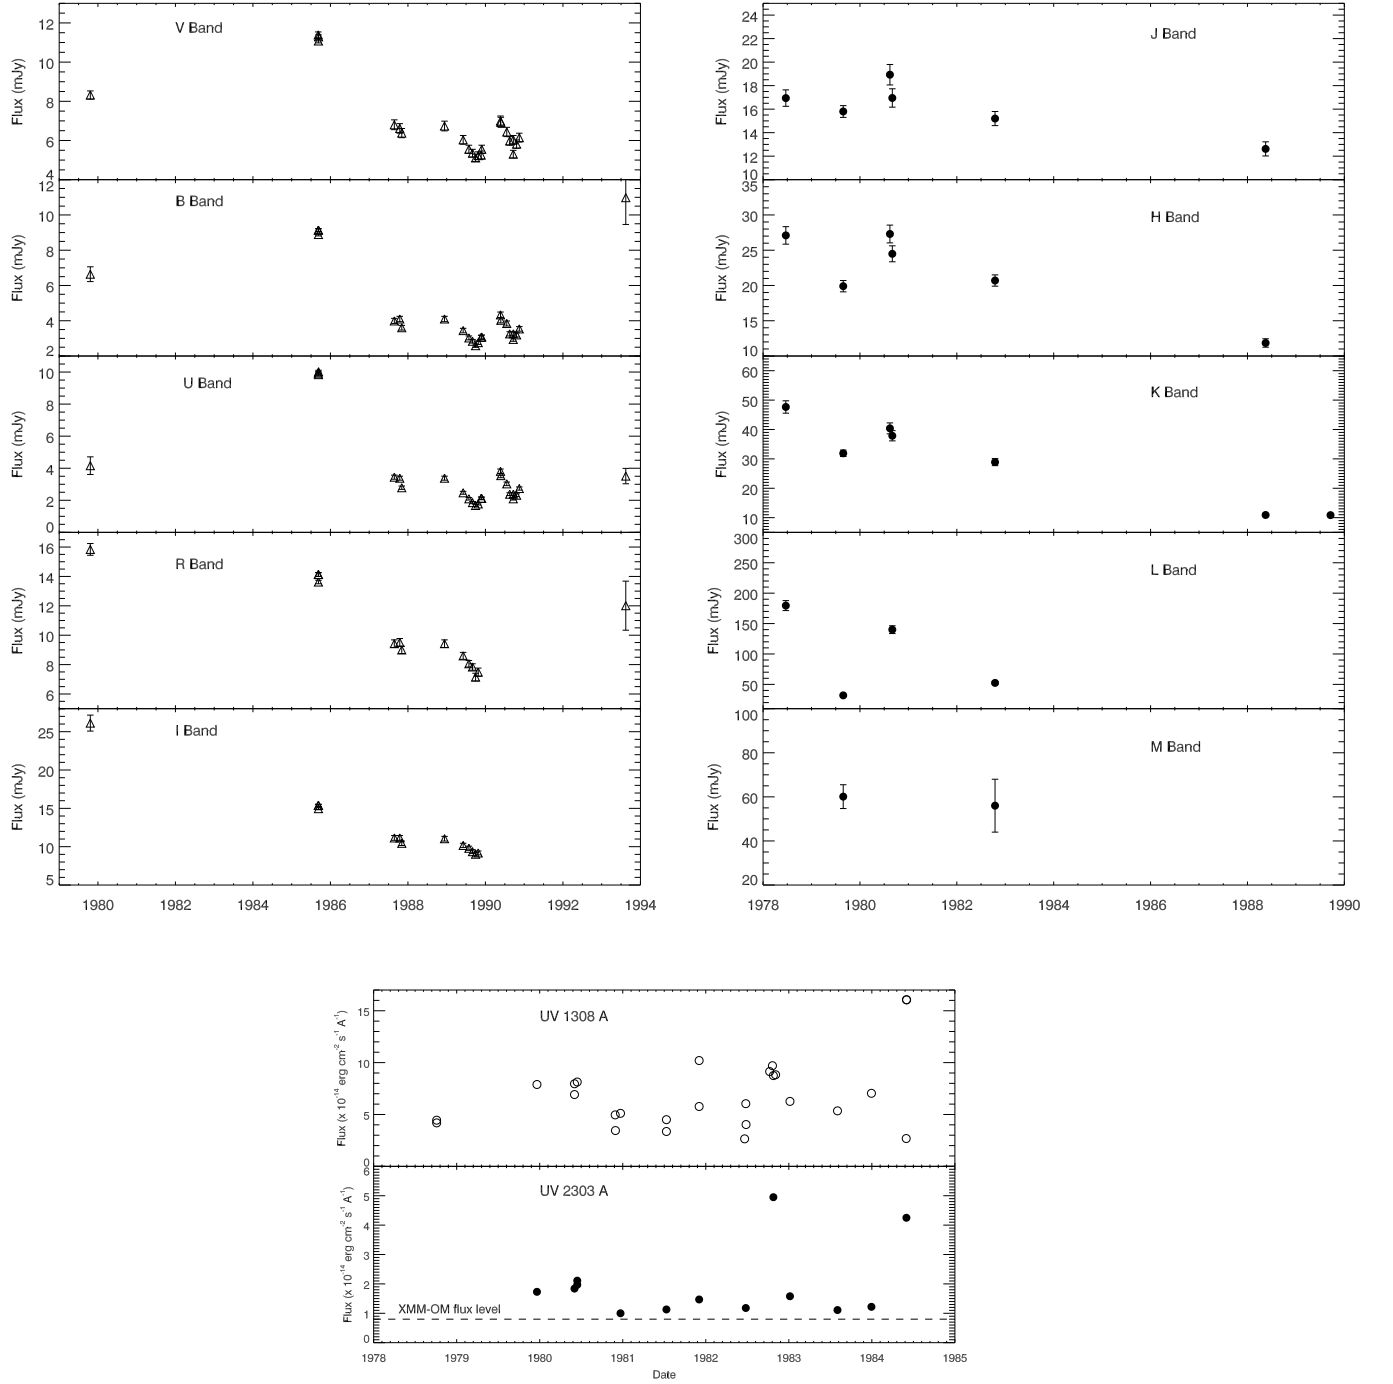 V Band
12
10
8
6
4
Flux (mJy)
B Band
12
10
8
6
4
2
Flux (mJy)
U Band
10
8
6
4
2
0
Flux (mJy)
R Band
16
14
12
10
8
6
Flux (mJy)
I Band
25
20
15
10
5
Flux (mJy)
1980 1982 1984 1986 1988 1990 1992 1994
J Band
24
22
20
18
16
14
12
10
Flux (mJy)
H Band
35
30
25
20
15
10
Flux (mJy)
K Band
60
50
40
30
20
10
Flux (mJy)
L Band
300
250
200
150
100
50
Flux (mJy)
M Band
100
80
60
40
20
Flux (mJy)
1978 1980 1982 1984 1986 1988 1990
UV 1308 A
15
10
5
0
Flux (x 10⁻¹⁴ erg cm⁻² s⁻¹ A⁻¹)
UV 2303 A
6
5
4
3
2
1
0
Flux (x 10⁻¹⁴ erg cm⁻² s⁻¹ A⁻¹)
XMM-OM flux level
1978 1979 1980 1981 1982 1983 1984 1985
Date